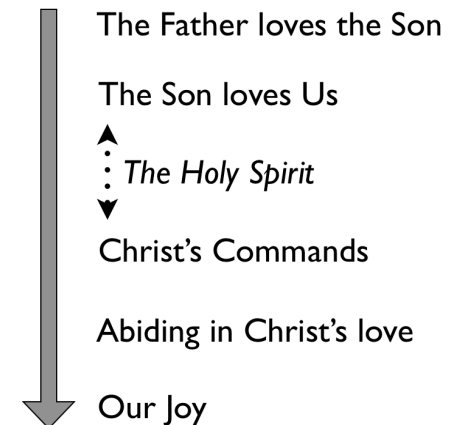 The Father loves the Son
The Son loves Us
The Holy Spirit
Christ’s Commands
Abiding in Christ’s love
Our Joy